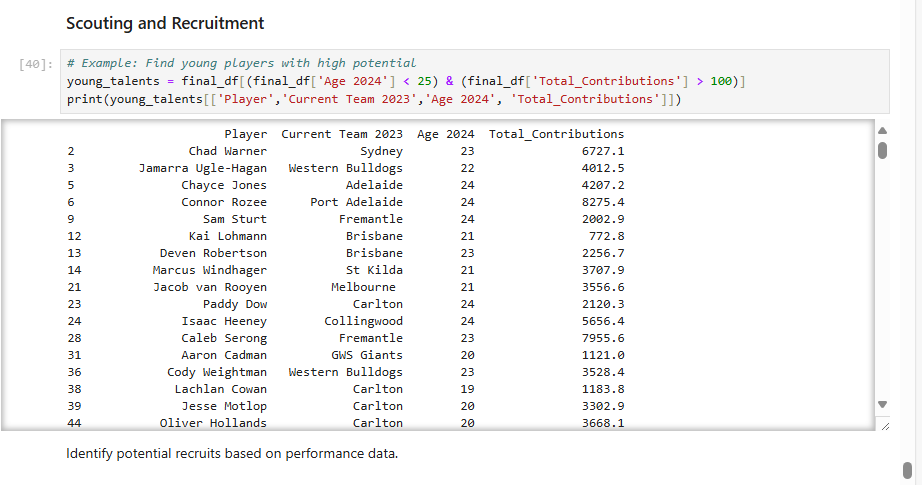 Scouting and Recruitment
[40]: # Example: Find young players with high potential
young_talents = final_df[(final_df['Age 2024'] < 25) & (final_df['Total_Contributions'] > 100)]
print(young_talents[['Player','Current Team 2023','Age 2024', 'Total_Contributions']])
Player Current Team 2023 Age 2024 Total_Contributions
2 Chad Warner Sydney 23 6727.1
3 Jamarra Ugle-Hagan Western Bulldogs 22 4012.5
5 Chayce Jones Adelaide 24 4207.2
6 Connor Rozee Port Adelaide 24 8275.4
9 Sam Sturt Fremantle 24 2002.9
12 Kai Lohmann Brisbane 21 772.8
13 Deven Robertson Brisbane 23 2256.7
14 Marcus Windhager St Kilda 21 3707.9
21 Jacob van Rooyen Melbourne 21 3556.6
23 Paddy Dow Carlton 24 2120.3
24 Isaac Heeney Collingwood 24 5656.4
28 Caleb Serong Fremantle 23 7955.6
31 Aaron Cadman GWS Giants 20 1121.0
36 Cody Weightman Western Bulldogs 23 3528.4
38 Lachlan Cowan Carlton 19 1183.8
39 Jesse Motlop Carlton 20 3302.9
44 Oliver Hollands Carlton 20 3668.1
Identify potential recruits based on performance data.